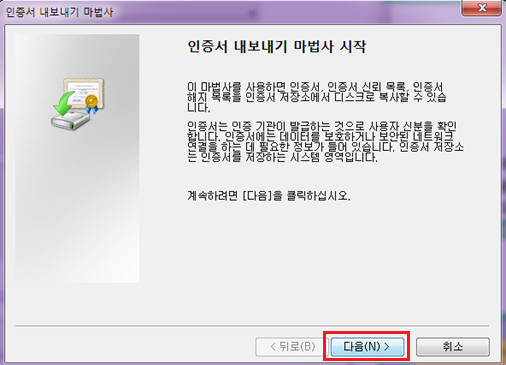 인증서 내보내기 마법사
인증서 내보내기 마법사 시작
이 마법사를 사용하면 인증서, 인증서 신뢰 목록, 인증서
해지 목록을 인증서 저장소에서 디스크로 복사할 수 있습
니다.
인증서는 인증 기관이 발급하는 것으로 사용자 신분을 확인
합니다. 인증서에는 데이터를 보호하거나 보안된 네트워크
연결을 하는 데 필요한 정보가 들어 있습니다. 인증서 저장소
는 인증서를 저장하는 시스템 영역입니다.
계속하려면 [다음]을 클릭하십시오.
< 뒤로(B)
다음(N) >
취소